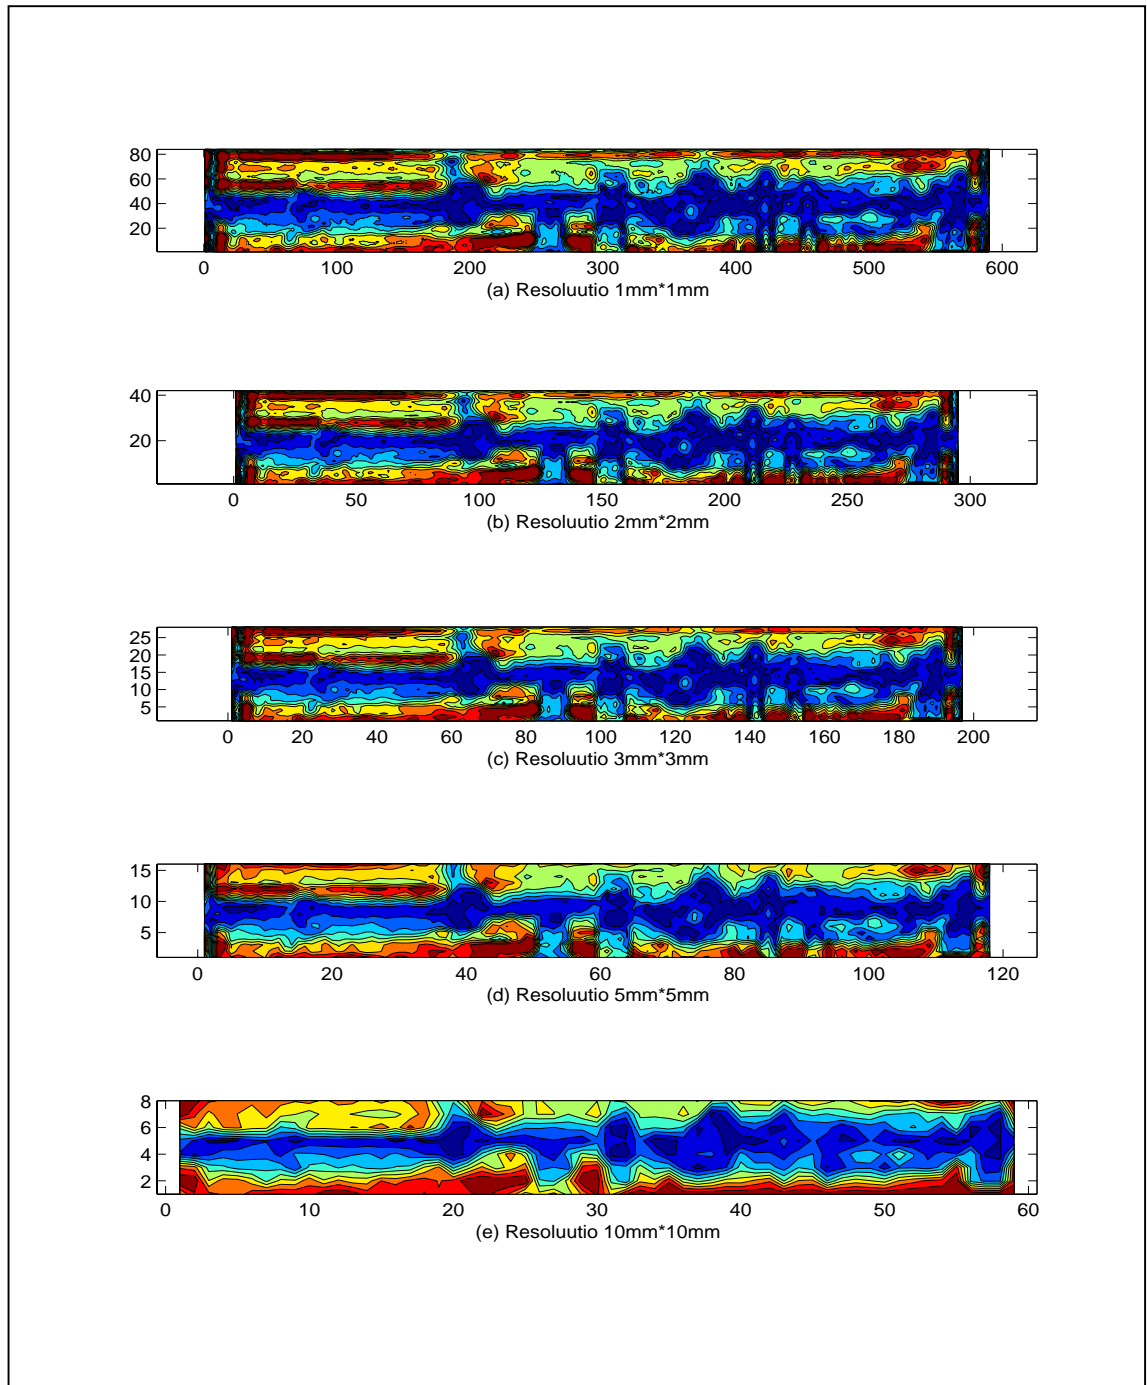 80
60
40
20
0 100 200 300 400 500 600
(a) Resoluutio 1mm*1mm
40
20
0 50 100 150 200 250 300
(b) Resoluutio 2mm*2mm
25
20
15
10
5
0 20 40 60 80 100 120 140 160 180 200
(c) Resoluutio 3mm*3mm
15
10
5
0 20 40 60 80 100 120
(d) Resoluutio 5mm*5mm
8
6
4
2
0 10 20 30 40 50 60
(e) Resoluutio 10mm*10mm